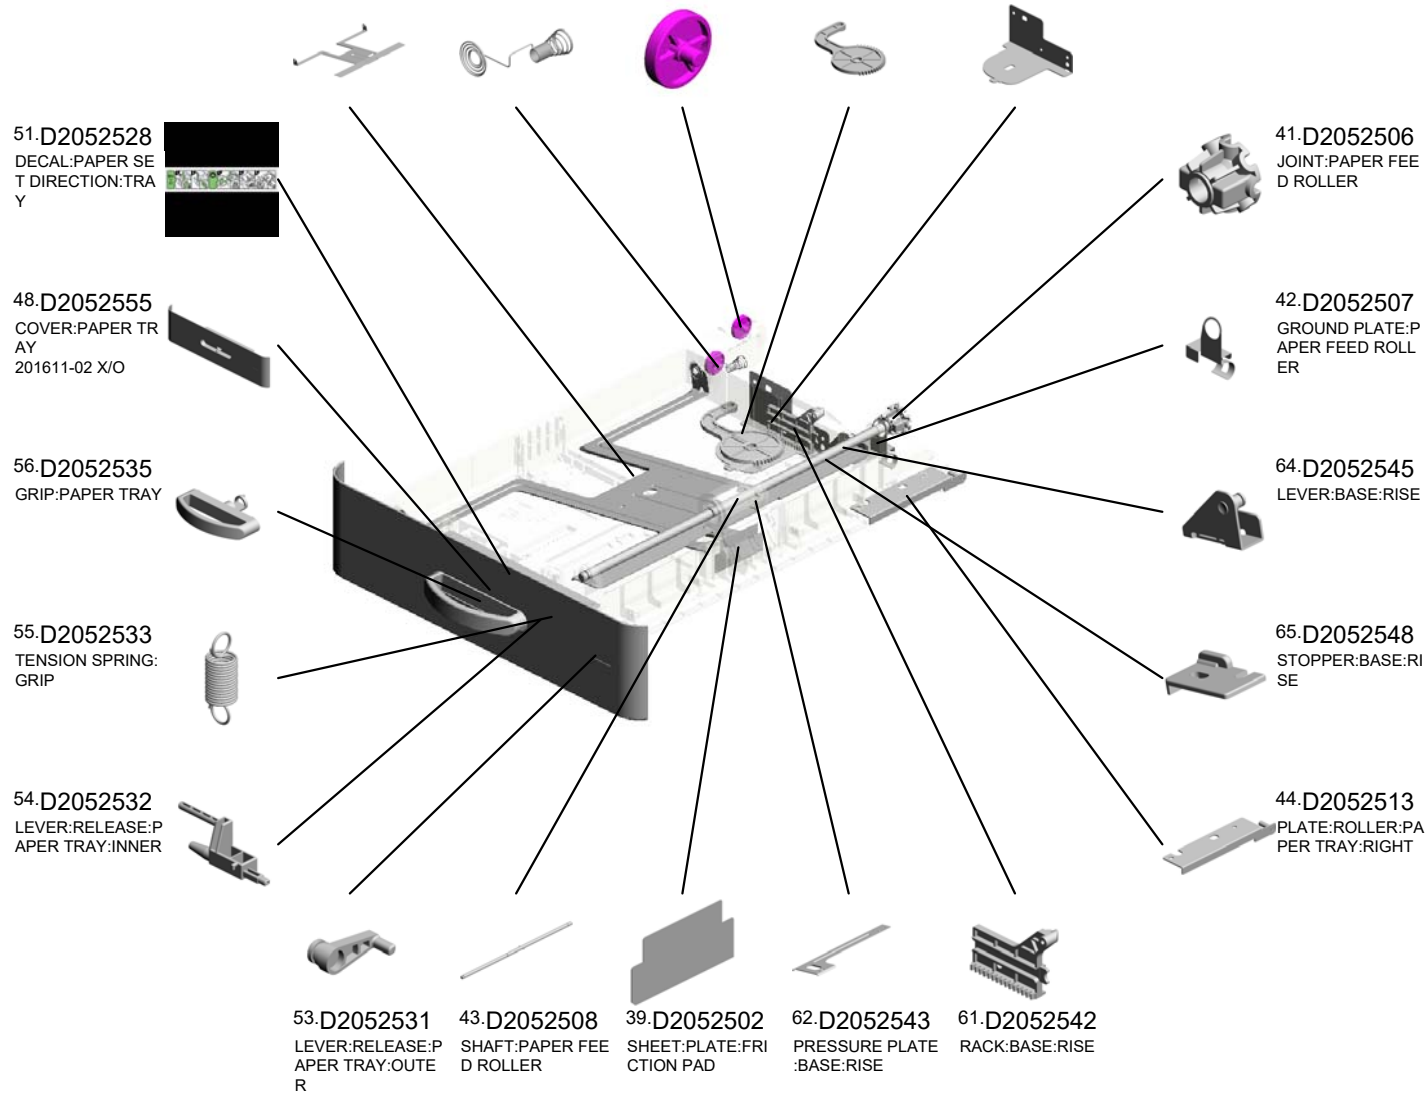 51.D2052528
DECAL:PAPER SE
T DIRECTION:TRA
Y
48.D2052555
COVER:PAPER TR
AY
201611-02 X/O
56.D2052535
GRIP:PAPER TRAY
55.D2052533
TENSION SPRING:
GRIP
54.D2052532
LEVER:RELEASE:P
APER TRAY:INNER
53.D2052531
LEVER:RELEASE:P
APER TRAY:OUTE
R
43.D2052508
SHAFT:PAPER FEE
D ROLLER
39.D2052502
SHEET:PLATE:FRI
CTION PAD
62.D2052543
PRESSURE PLATE
:BASE:RISE
61.D2052542
RACK:BASE:RISE
41.D2052506
JOINT:PAPER FEE
D ROLLER
42.D2052507
GROUND PLATE:P
APER FEED ROLL
ER
64.D2052545
LEVER:BASE:RISE
65.D2052548
STOPPER:BASE:RI
SE
44.D2052513
PLATE:ROLLER:PA
PER TRAY:RIGHT